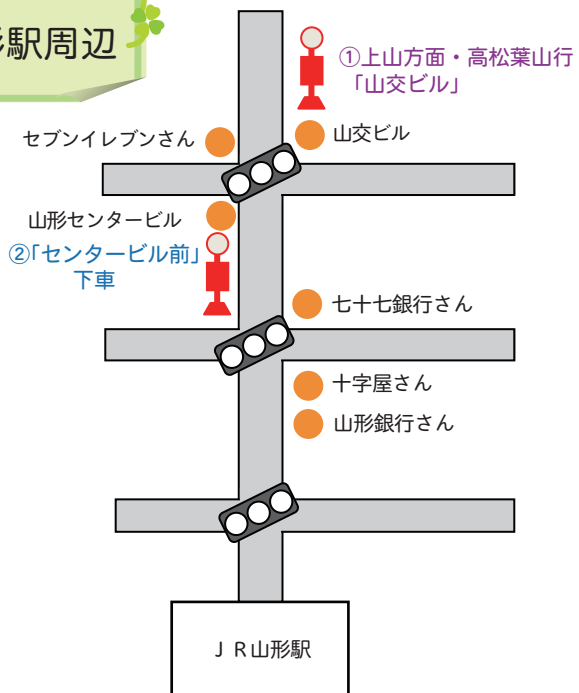 形駅周辺
①上山方面・高松葉山行
「山交ビル」
セブンイレブンさん
山交ビル
山形センタービル
②「センタービル前」
下車
七十七銀行さん
十字屋さん
山形銀行さん
ＪＲ山形駅